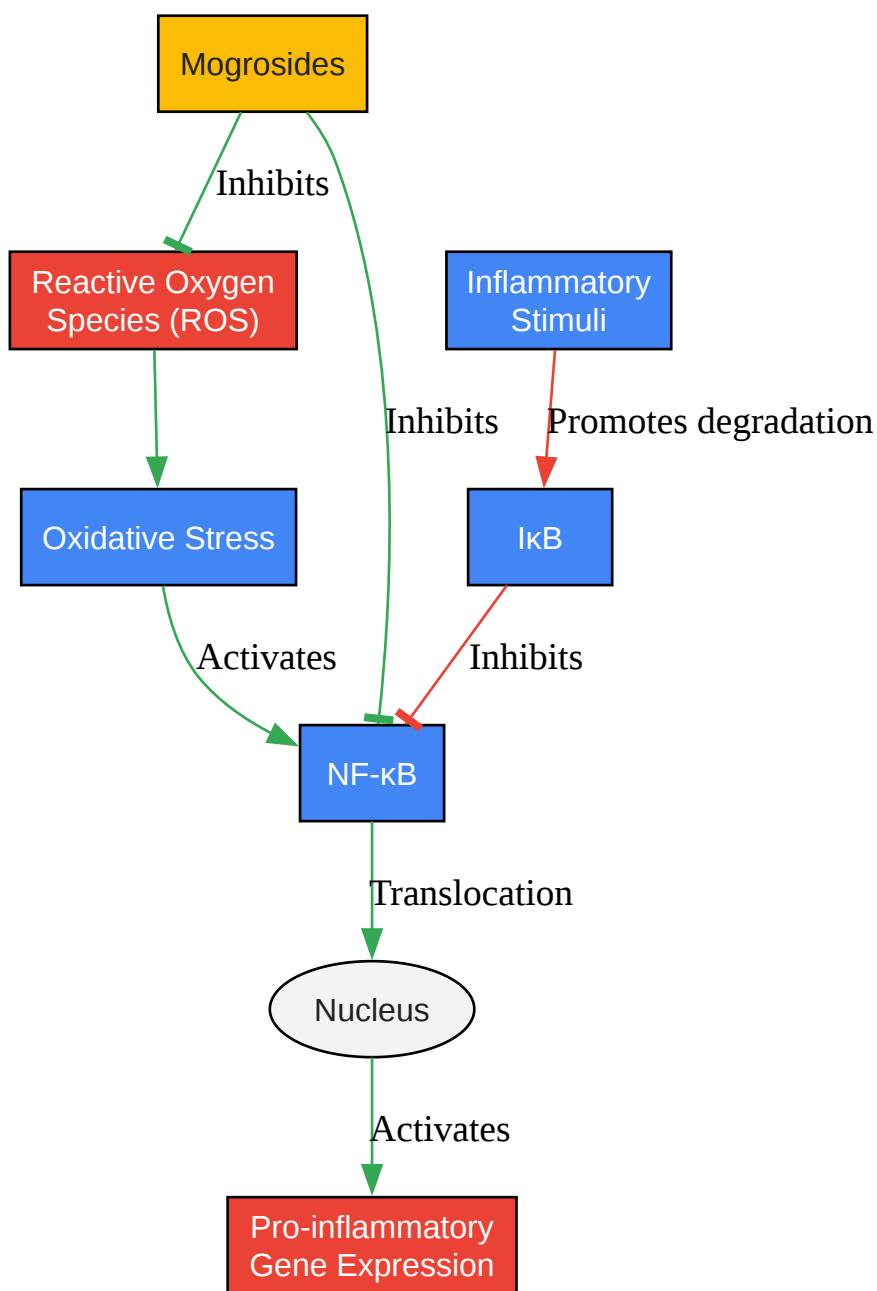 Mogrosides
Inhibits
Reactive Oxygen
Species (ROS)
Inflammatory
Stimuli
Inhibits
Promotes degradation
Oxidative Stress
IκB
Activates
Inhibits
NF-κB
Translocation
Nucleus
Activates
Pro-inflammatory
Gene Expression